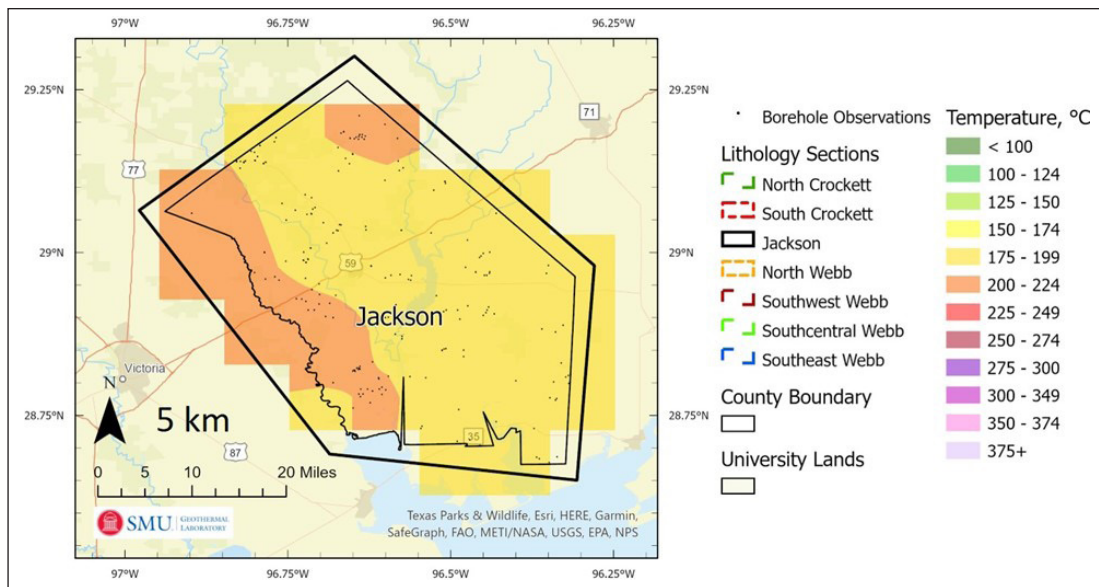 97°W 96.75°W 96.5°W 96.25°W
29.25°N
29.25°N
71
77
29°N
29°N
59
Jackson
Victoria
N
5 km
28.75°N
28.75°N
35
87
0 5 10 20 Miles
SMU GEOTHERMAL
LABORATORY
Texas Parks & Wildlife, Esri, HERE, Garmin,
SafeGraph, FAO, METI/NASA, USGS, EPA, NPS
97°W 96.75°W 96.5°W 96.25°W
Borehole Observations
Lithology Sections
North Crockett
South Crockett
Jackson
North Webb
Southwest Webb
Southcentral Webb
Southeast Webb
County Boundary
University Lands
Temperature, °C
< 100
100 - 124
125 - 150
150 - 174
175 - 199
200 - 224
225 - 249
250 - 274
275 - 300
300 - 349
350 - 374
375+